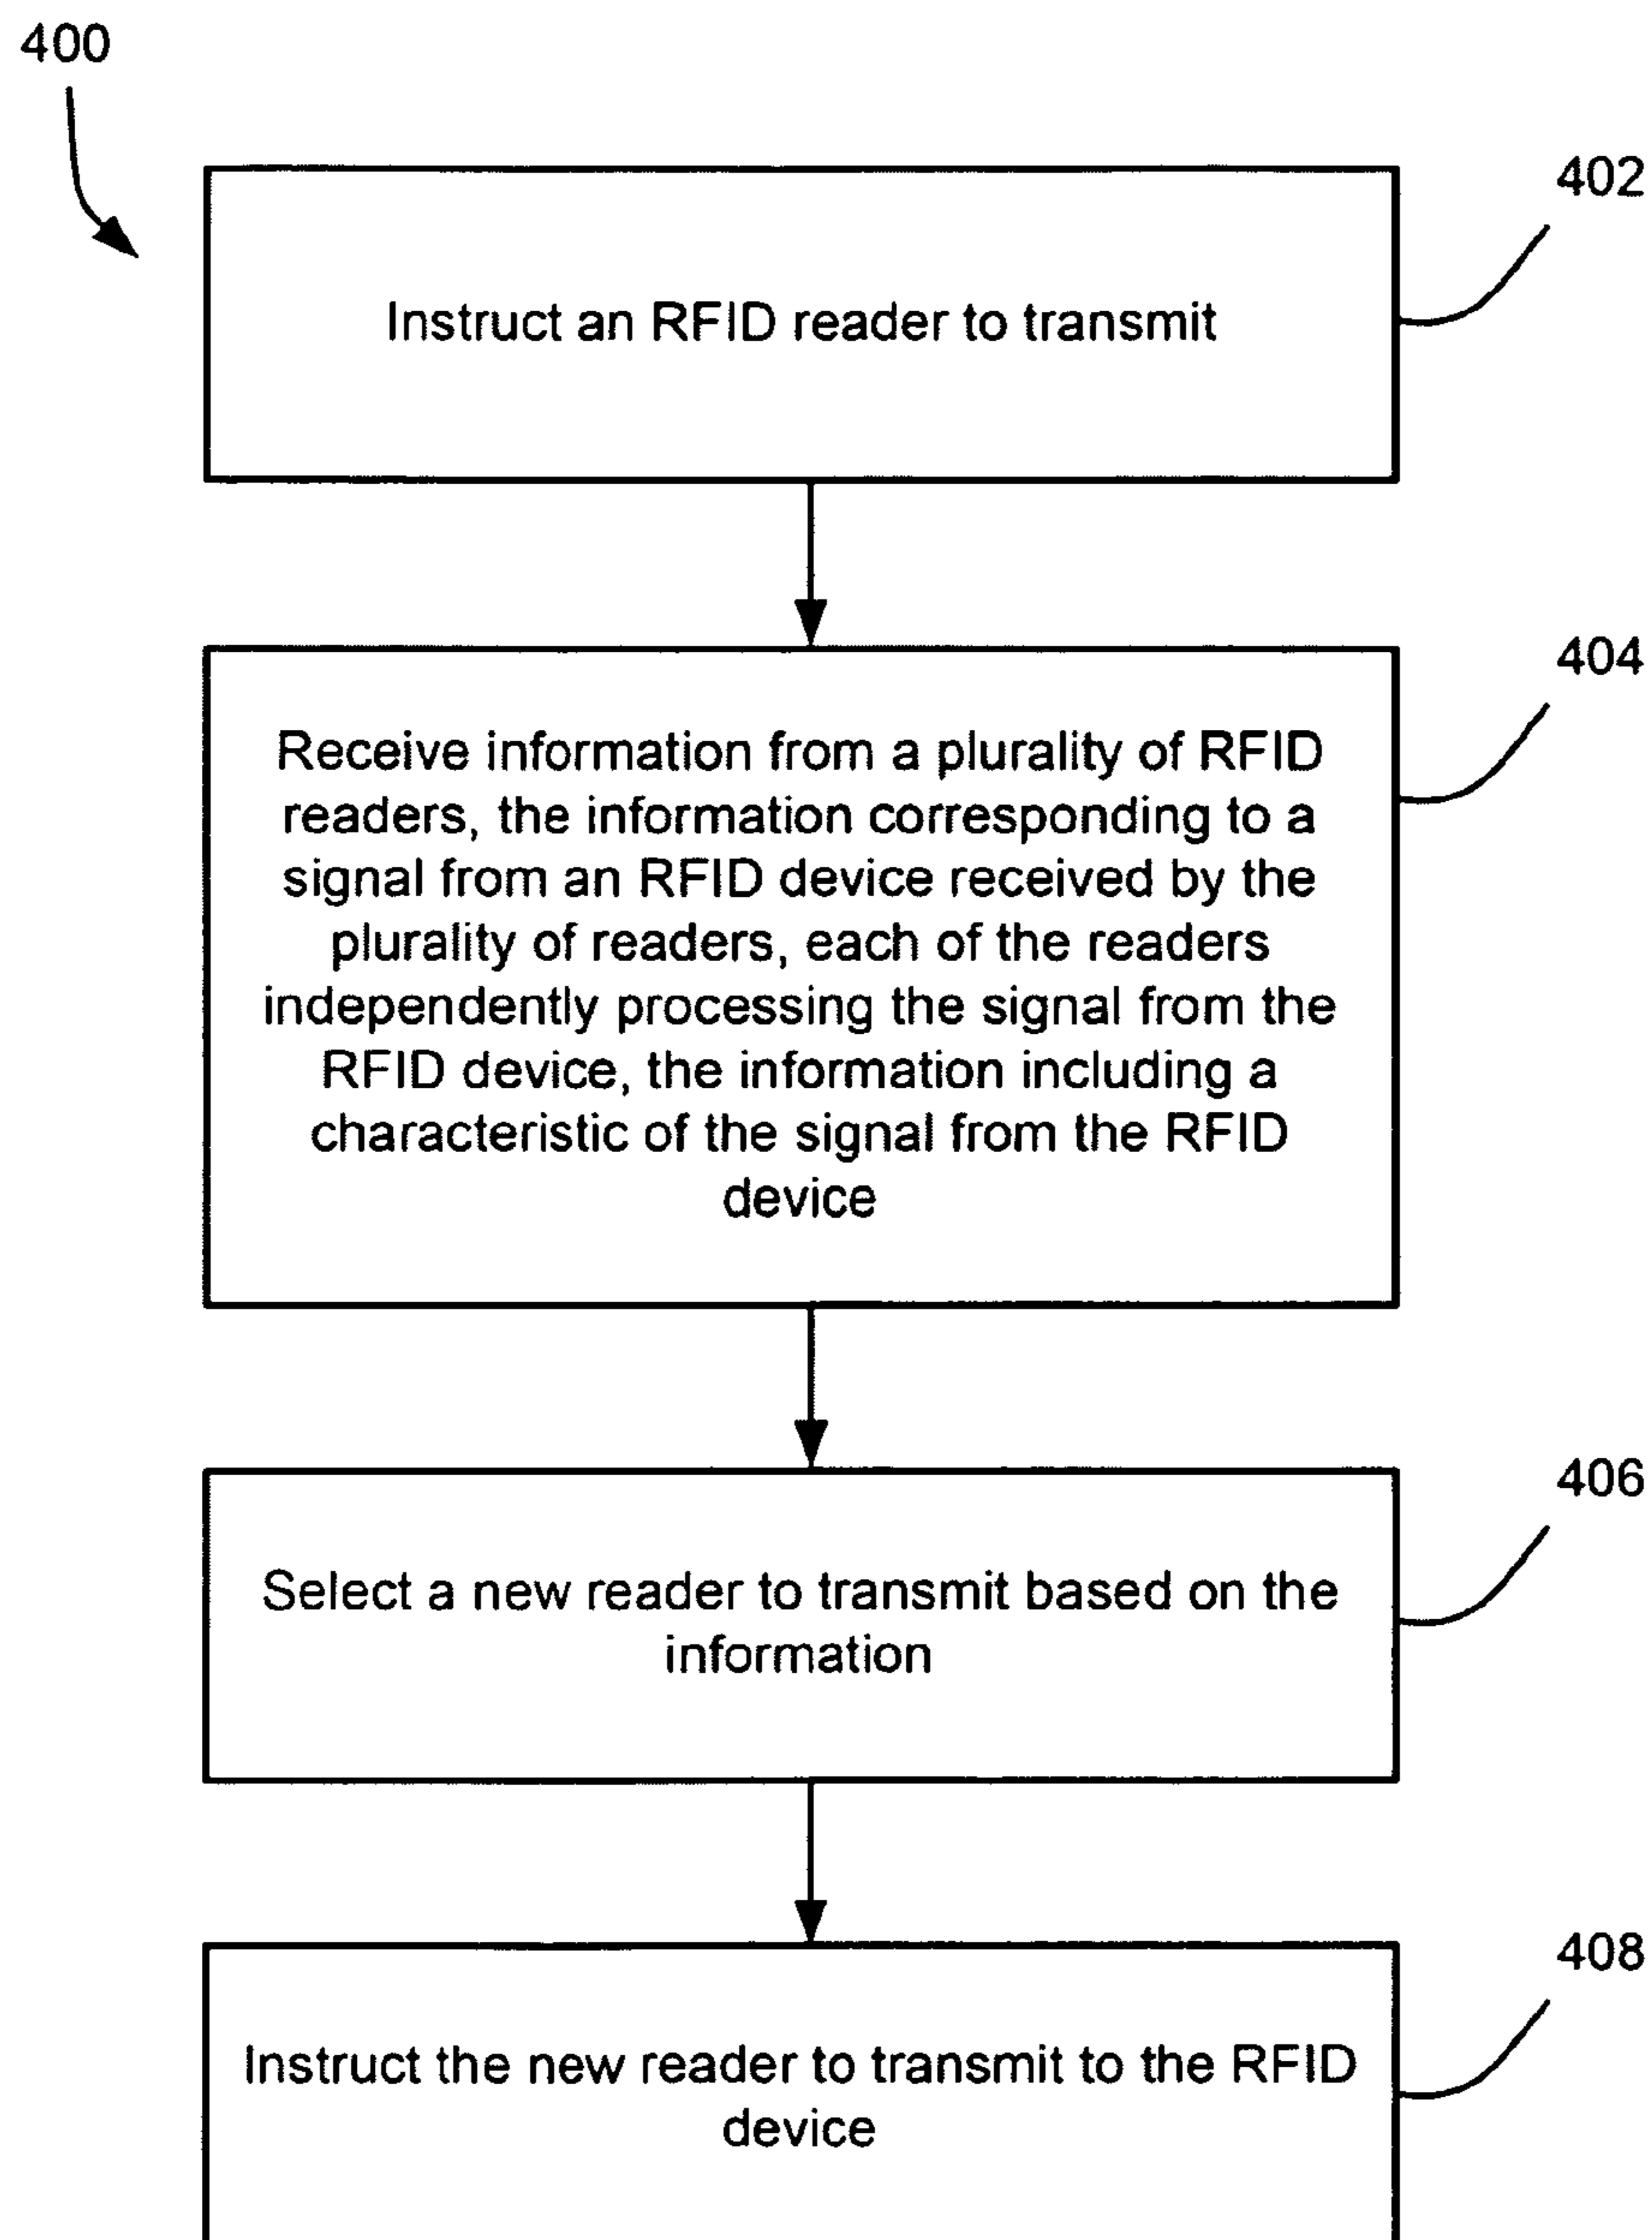 400
402
Instruct an RFID reader to transmit
404
Receive information from a plurality of RFID
readers, the information corresponding to a
signal from an RFID device received by the
plurality of readers, each of the readers
independently processing the signal from the
RFID device, the information including a
characteristic of the signal from the RFID
device
406
Select a new reader to transmit based on the
information
408
Instruct the new reader to transmit to the RFID
device